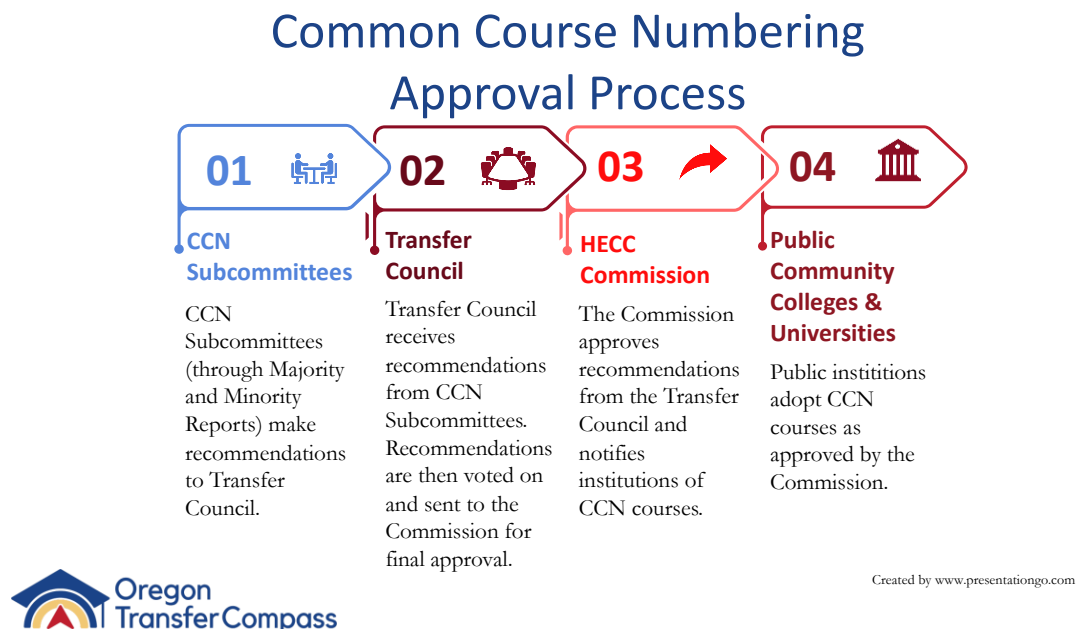 Common Course Numbering
Approval Process
01
02
03
04
CCN
Subcommittees
CCN
Subcommittees
(through Majority
and Minority
Reports) make
recommendations
to Transfer
Council.
Transfer
Council
Transfer Council
receives
recommendations
from CCN
Subcommittees.
Recommendations
are then voted on
and sent to the
Commission for
final approval.
HECC
Commission
The Commission
approves
recommendations
from the Transfer
Council and
notifies
institutions of
CCN courses.
Public
Community
Colleges &
Universities
Public instititions
adopt CCN
courses as
approved by the
Commission.
Oregon
Transfer Compass
Created by www.presentationgo.com